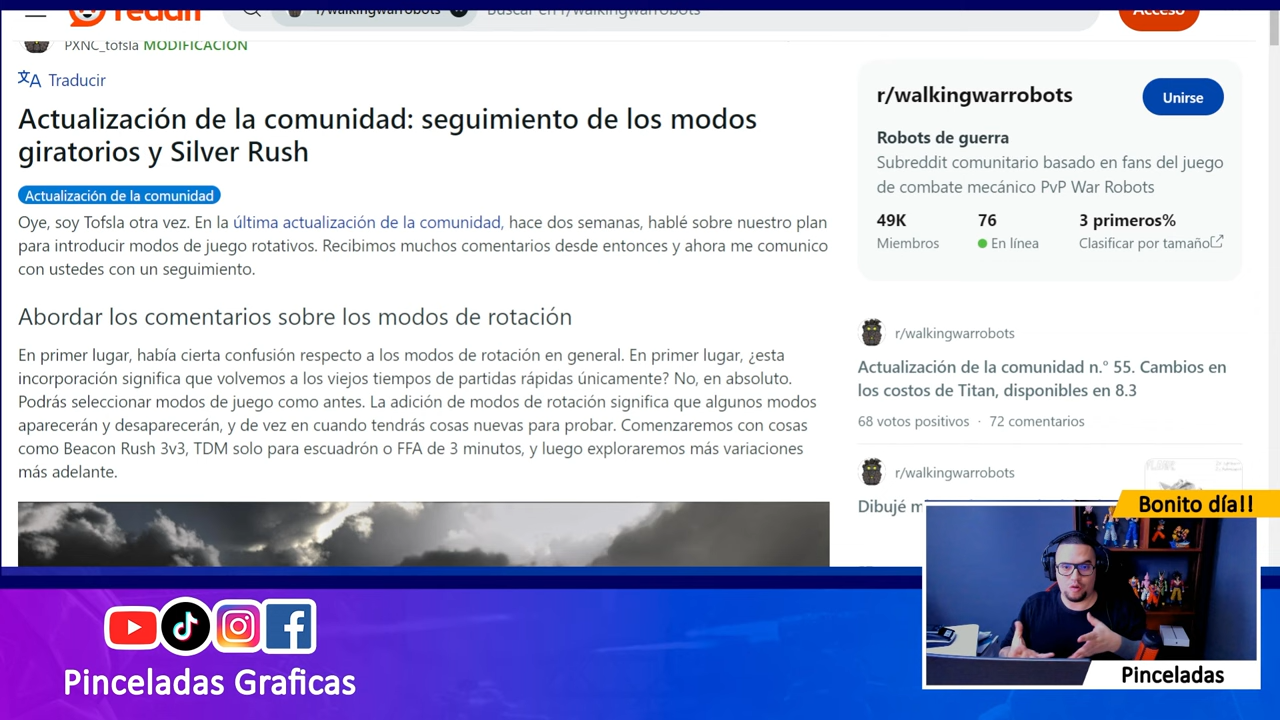 reddit
r/walkingwarrobots
Buscar en r/walkingwarrobots
Acceso
PXNC_tofsla MODIFICACIÓN
Traducir
Actualización de la comunidad: seguimiento de los modos
giratorios y Silver Rush
Actualización de la comunidad
Oye, soy Tofsla otra vez. En la última actualización de la comunidad, hace dos semanas, hablé sobre nuestro plan
para introducir modos de juego rotativos. Recibimos muchos comentarios desde entonces y ahora me comunico
con ustedes con un seguimiento.
Abordar los comentarios sobre los modos de rotación
En primer lugar, había cierta confusión respecto a los modos de rotación en general. En primer lugar, ¿esta
incorporación significa que volvemos a los viejos tiempos de partidas rápidas únicamente? No, en absoluto.
Podrás seleccionar modos de juego como antes. La adición de modos de rotación significa que algunos modos
aparecerán y desaparecerán, y de vez en cuando tendrás cosas nuevas para probar. Comenzaremos con cosas
como Beacon Rush 3v3, TDM solo para escuadrón o FFA de 3 minutos, y luego exploraremos más variaciones
más adelante.
r/walkingwarrobots
Unirse
Robots de guerra
Subreddit comunitario basado en fans del juego
de combate mecánico PvP War Robots
49K 76 3 primeros%
Miembros En línea Clasificar por tamaño
r/walkingwarrobots
Actualización de la comunidad n.° 55. Cambios en
los costos de Titan, disponibles en 8.3
68 votos positivos · 72 comentarios
r/walkingwarrobots
Dibujé
Bonito día!!
Pinceladas
Pinceladas Graficas